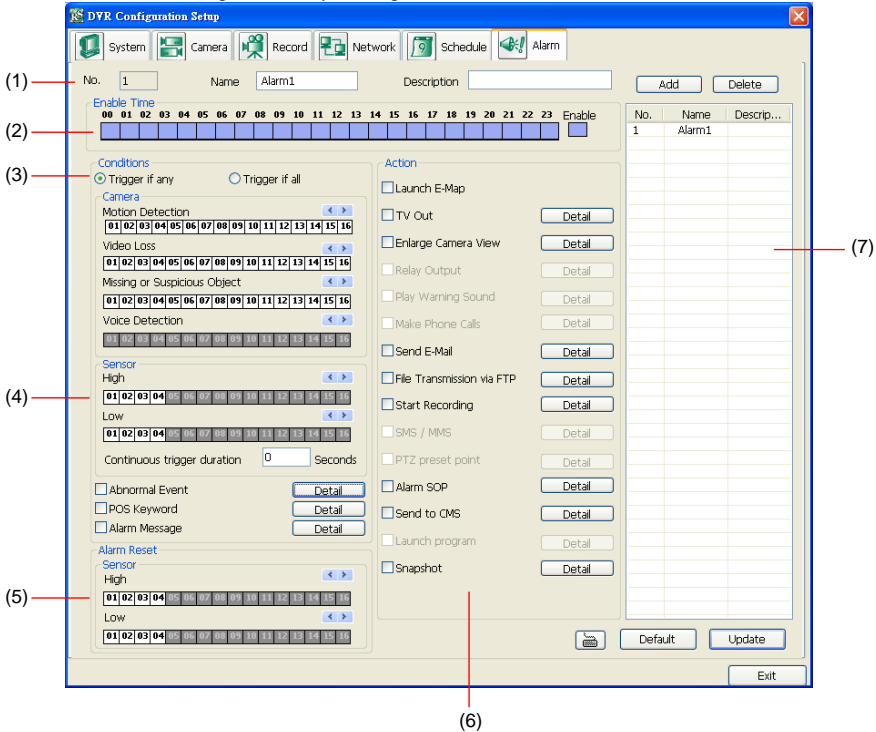 DVR Configuration Setup
System Camera Record Network Schedule Alarm
(1)
No. 1 Name Alarm1 Description Add Delete
Enable Time
00 01 02 03 04 05 06 07 08 09 10 11 12 13 14 15 16 17 18 19 20 21 22 23 Enable
(2)
No. Name Descrip...
1 Alarm1
(3)
Conditions
Trigger if any Trigger if all
Camera
Motion Detection
01 02 03 04 05 06 07 08 09 10 11 12 13 14 15 16
Video Loss
01 02 03 04 05 06 07 08 09 10 11 12 13 14 15 16
Missing or Suspicious Object
01 02 03 04 05 06 07 08 09 10 11 12 13 14 15 16
Voice Detection
01 02 03 04 05 06 07 08 09 10 11 12 13 14 15 16
(4)
Sensor
High
01 02 03 04 05 06 07 08 09 10 11 12 13 14 15 16
Low
01 02 03 04 05 06 07 08 09 10 11 12 13 14 15 16
Continuous trigger duration 0 Seconds
Abnormal Event Detail
POS Keyword Detail
Alarm Message Detail
Alarm Reset
(5)
Sensor
High
01 02 03 04 05 06 07 08 09 10 11 12 13 14 15 16
Low
01 02 03 04 05 06 07 08 09 10 11 12 13 14 15 16
Action
Launch E-Map
TV Out Detail
Enlarge Camera View Detail
Relay Output Detail
Play Warning Sound Detail
Make Phone Calls Detail
Send E-Mail Detail
File Transmission via FTP Detail
Start Recording Detail
SMS / MMS Detail
PTZ preset point Detail
Alarm SOP Detail
Send to CMS Detail
Launch program Detail
Snapshot Detail
(6)
(7)
Default Update
Exit